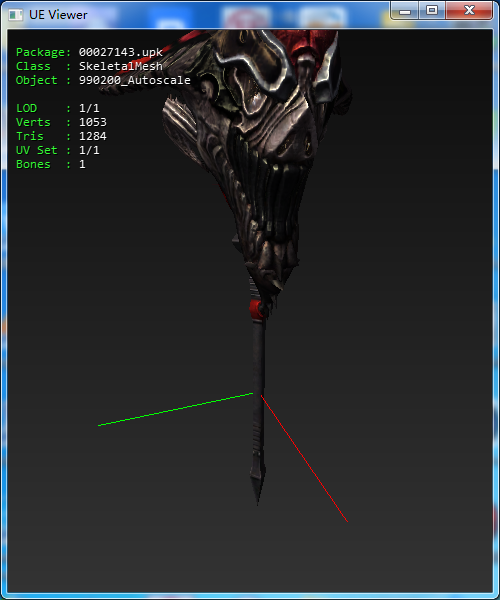 UE Viewer
Package: 00027143.upk
Class : SkeletalMesh
Object : 990200_Autoscale
LOD : 1/1
Verts : 1053
Tris : 1284
UV Set : 1/1
Bones : 1